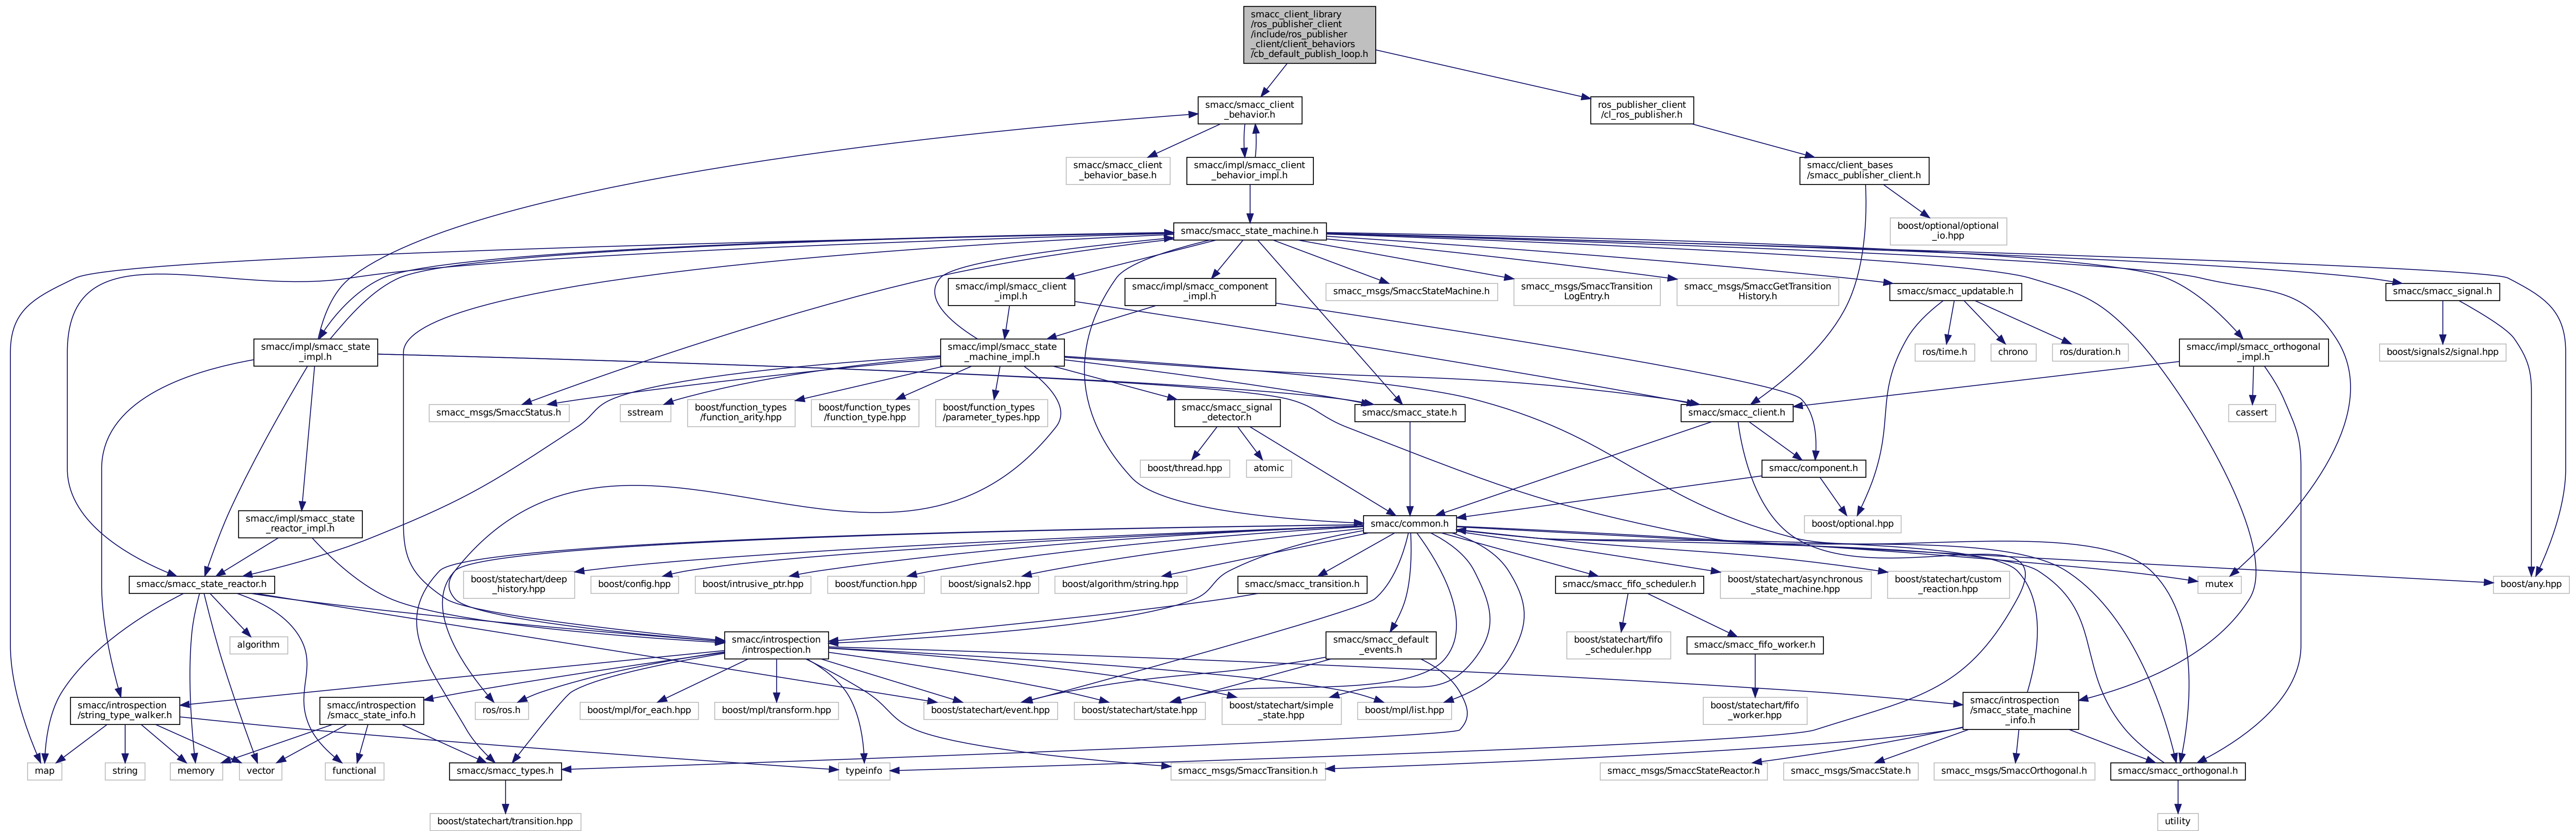 smacc_client_library
/ros_publisher_client
/include/ros_publisher
_client/client_behaviors
/cb_default_publish_loop.h
smacc/smacc_client
_behavior.h
ros_publisher_client
/cl_ros_publisher.h
smacc/smacc_client
_behavior_base.h
smacc/impl/smacc_client
_behavior_impl.h
smacc/client_bases
/smacc_publisher_client.h
smacc/smacc_state_machine.h
boost/optional/optional
_io.hpp
smacc/impl/smacc_client
_impl.h
smacc/impl/smacc_component
_impl.h
smacc_msgs/SmaccStateMachine.h
smacc_msgs/SmaccTransition
LogEntry.h
smacc_msgs/SmaccGetTransition
History.h
smacc/smacc_updatable.h
smacc/smacc_signal.h
smacc/impl/smacc_state
_impl.h
smacc/impl/smacc_state
_machine_impl.h
ros/time.h
chrono
ros/duration.h
smacc/impl/smacc_orthogonal
_impl.h
boost/signals2/signal.hpp
smacc_msgs/SmaccStatus.h
sstream
boost/function_types
/function_arity.hpp
boost/function_types
/function_type.hpp
boost/function_types
/parameter_types.hpp
smacc/smacc_signal
_detector.h
smacc/smacc_state.h
smacc/smacc_client.h
cassert
boost/thread.hpp
atomic
smacc/component.h
smacc/impl/smacc_state
_reactor_impl.h
smacc/common.h
boost/optional.hpp
smacc/smacc_state_reactor.h
boost/statechart/deep
_history.hpp
boost/config.hpp
boost/intrusive_ptr.hpp
boost/function.hpp
boost/signals2.hpp
boost/algorithm/string.hpp
smacc/smacc_transition.h
smacc/smacc_fifo_scheduler.h
boost/statechart/asynchronous
_state_machine.hpp
boost/statechart/custom
_reaction.hpp
mutex
boost/any.hpp
algorithm
smacc/introspection
/introspection.h
smacc/smacc_default
_events.h
boost/statechart/fifo
_scheduler.hpp
smacc/smacc_fifo_worker.h
smacc/introspection
/string_type_walker.h
smacc/introspection
/smacc_state_info.h
ros/ros.h
boost/mpl/for_each.hpp
boost/mpl/transform.hpp
boost/statechart/event.hpp
boost/statechart/state.hpp
boost/statechart/simple
_state.hpp
boost/mpl/list.hpp
boost/statechart/fifo
_worker.hpp
smacc/introspection
/smacc_state_machine
_info.h
map
string
memory
vector
functional
smacc/smacc_types.h
typeinfo
smacc_msgs/SmaccTransition.h
smacc_msgs/SmaccStateReactor.h
smacc_msgs/SmaccState.h
smacc_msgs/SmaccOrthogonal.h
smacc/smacc_orthogonal.h
boost/statechart/transition.hpp
utility